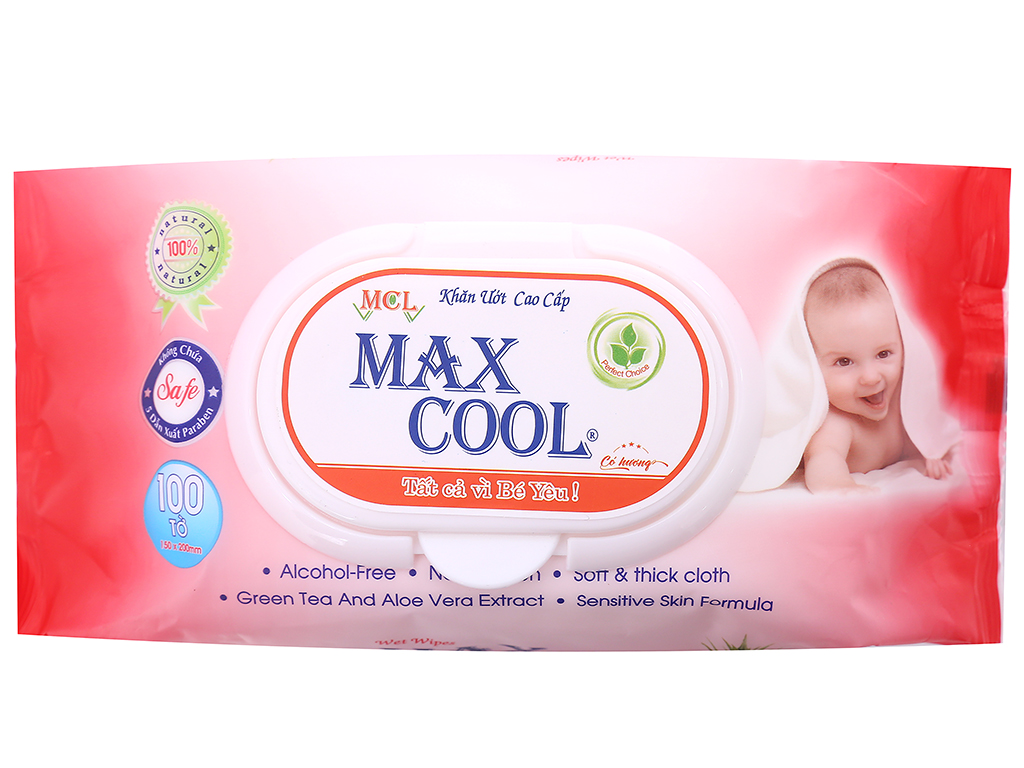 natural
100%
natural
Không Chứa
Safe
5 Dẫn Xuất Paraben
100
TỜ
150 x 200mm
MCL
Khăn Ướt Cao Cấp
MAX
COOL®
Perfect Choice
Có hương
Tất cả vì Bé Yêu !
• Alcohol-Free • • Soft & thick cloth
• Green Tea And Aloe Vera Extract • Sensitive Skin Formula
Wet Wipes